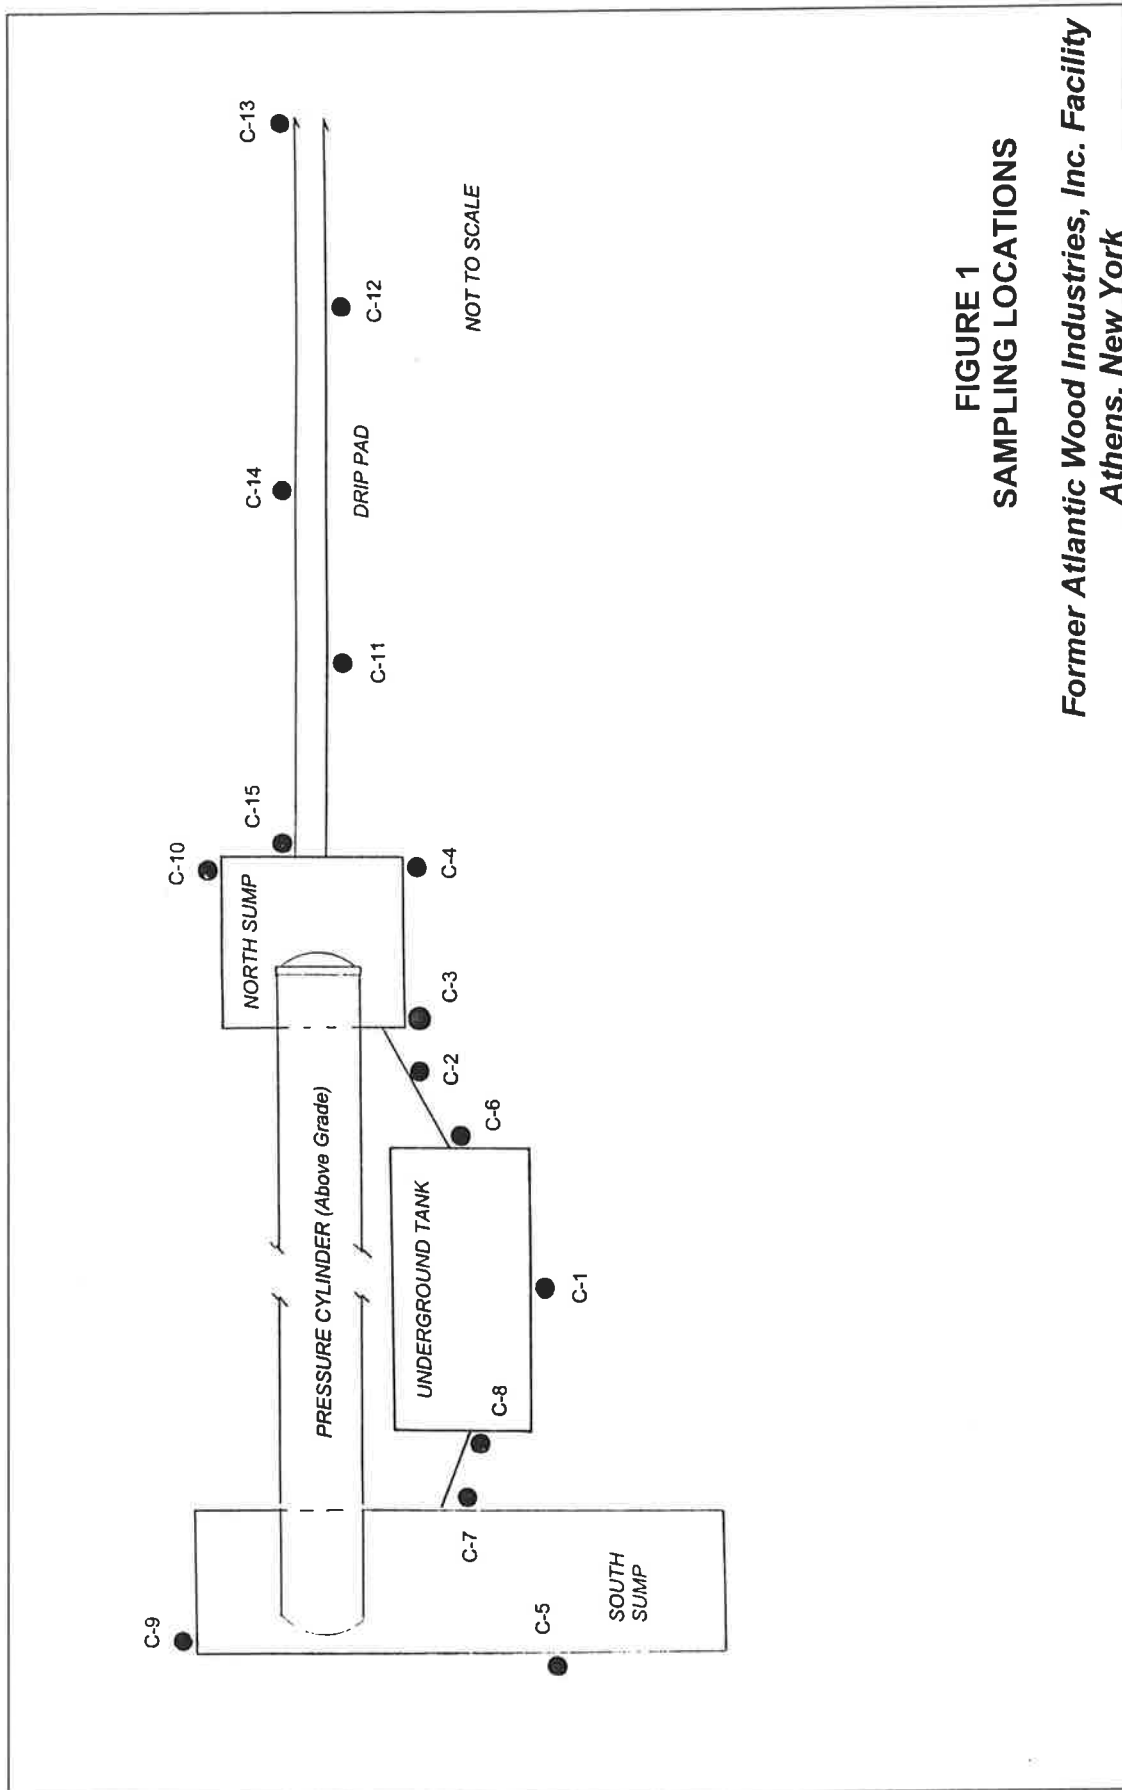 C-9
C-10
C-15
C-14
C-13
NORTH SUMP
PRESSURE CYLINDER (Above Grade)
DRIP PAD
C-11
C-12
C-7
C-8
UNDERGROUND TANK
C-6
C-2
C-3
C-4
NOT TO SCALE
C-5
C-1
SOUTH
SUMP
FIGURE 1
SAMPLING LOCATIONS
Former Atlantic Wood Industries, Inc. Facility
Athens, New York